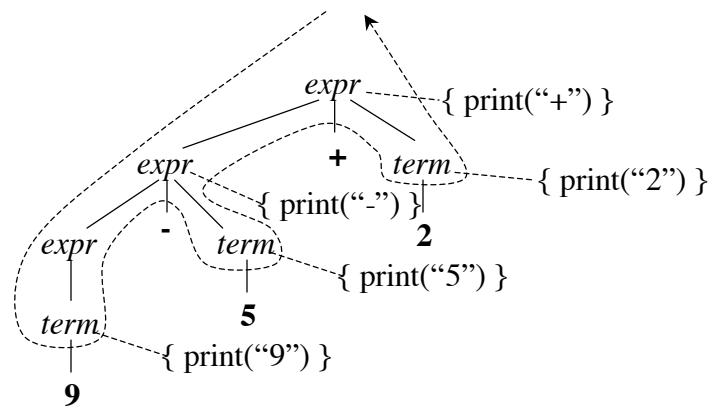 expr { print(“+”) }
expr + term { print(“2”) }
{ print(“-”) } 2
expr - term { print(“5”) }
5
term { print(“9”) }
9